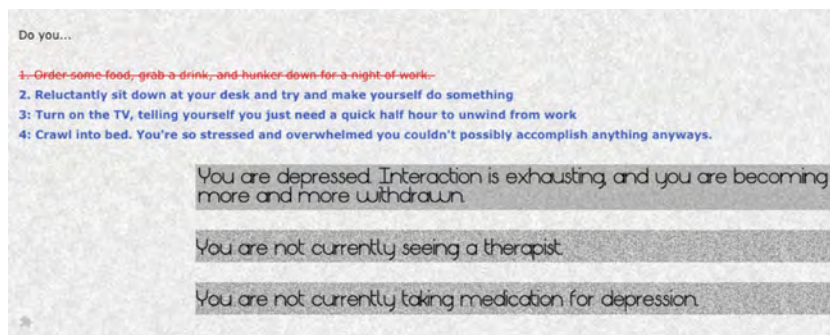 Do you...
1. Order some food, grab a drink, and hunker down for a night of work.
2. Reluctantly sit down at your desk and try and make yourself do something
3: Turn on the TV, telling yourself you just need a quick half hour to unwind from work
4: Crawl into bed. You're so stressed and overwhelmed you couldn't possibly accomplish anything anyways.
You are depressed. Interaction is exhausting, and you are becoming
more and more withdrawn.
You are not currently seeing a therapist.
You are not currently taking medication for depression.